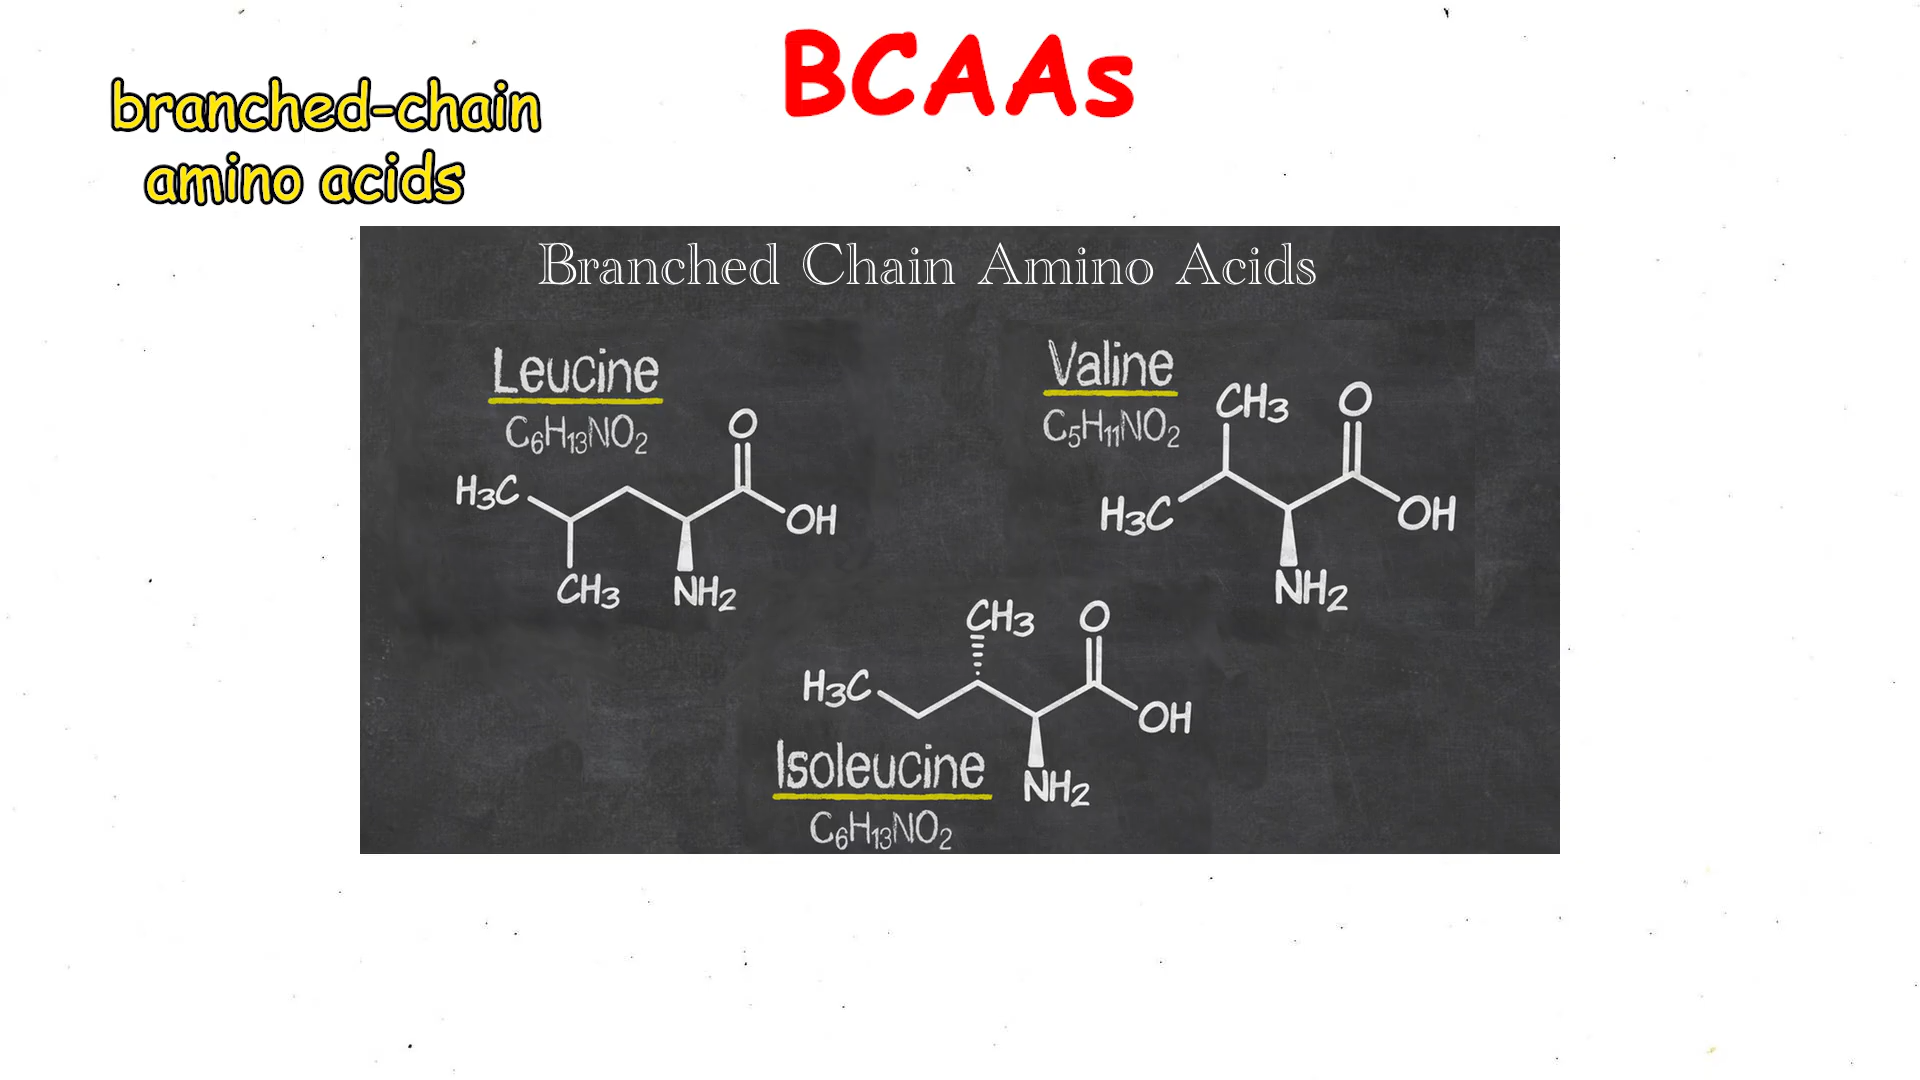 BCAAs
branched-chain
amino acids
Branched Chain Amino Acids
Leucine
C6H13NO2
O
H3C
OH
CH3
NH2
Valine
C5H11NO2
CH3
O
H3C
OH
NH2
CH3
O
H3C
OH
Isoleucine
NH2
C6H13NO2